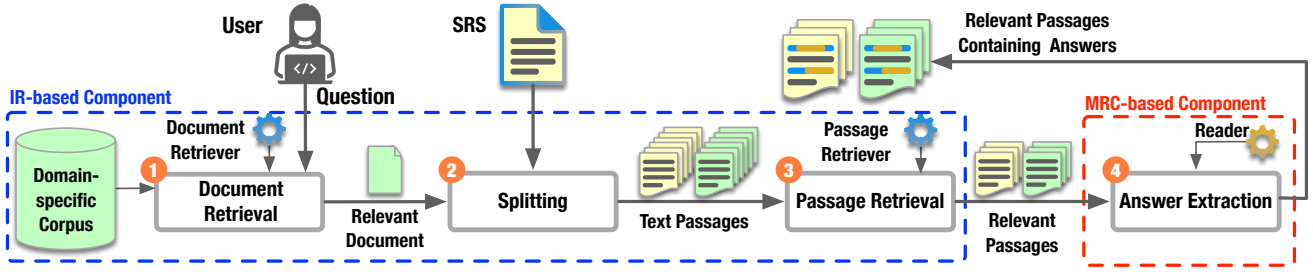 User
SRS
Relevant Passages
Containing Answers
IR-based Component
Question
MRC-based Component
Document
Retriever
Passage
Retriever
Reader
Domain-
specific
Corpus
1
Document
Retrieval
</>
Relevant
Document
2
Splitting
Text Passages
3
Passage Retrieval
Relevant
Passages
4
Answer Extraction